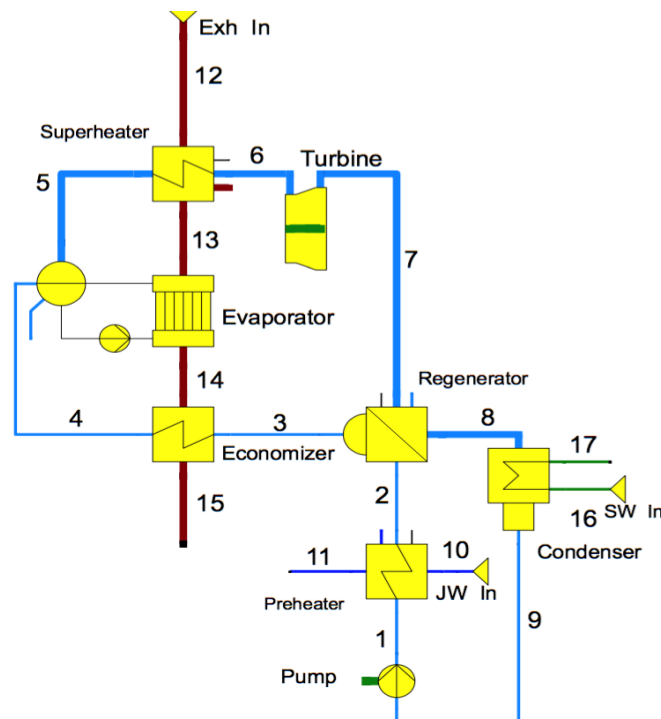 Exh In
12
Superheater
6
Turbine
5
13
7
Evaporator
14
Regenerator
4
3
8
Economizer
17
2
15
16
SW In
Condenser
11
10
Preheater
JW In
9
1
Pump